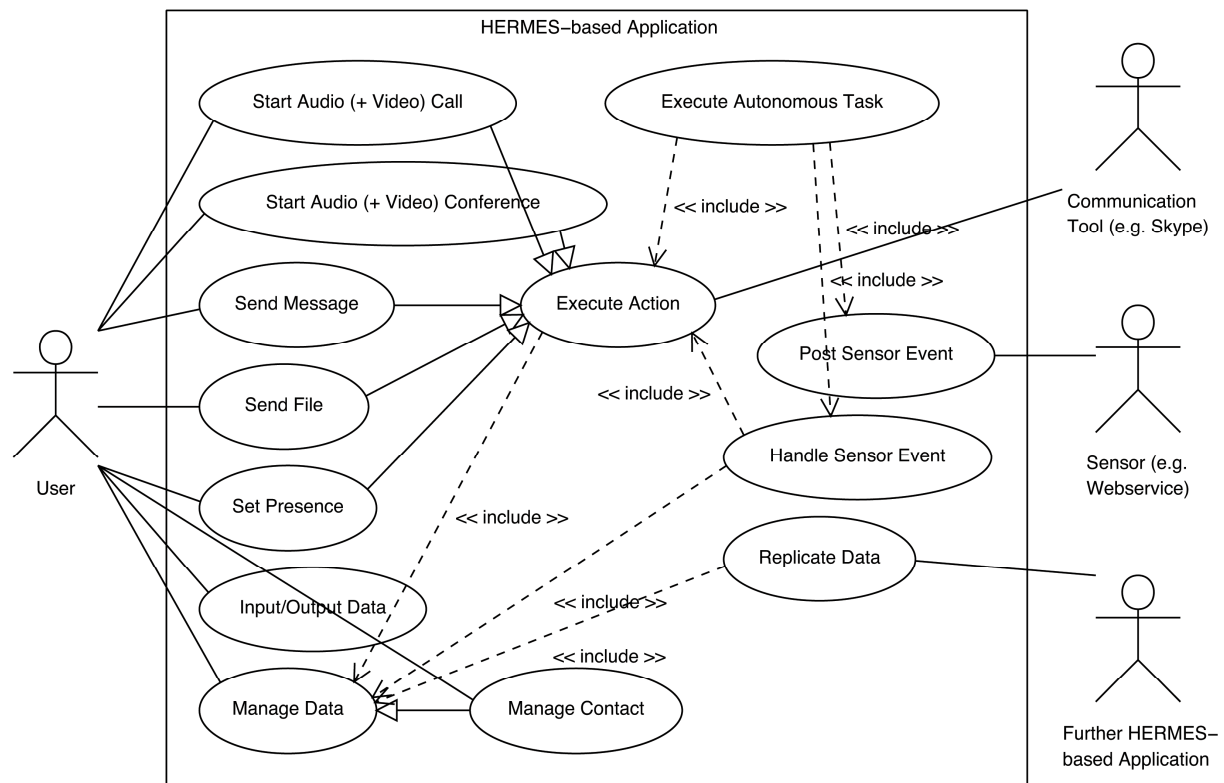 HERMES−based Application
Start Audio (+ Video) Call
Execute Autonomous Task
Start Audio (+ Video) Conference
<< include >>
Communication
Tool (e.g. Skype)
<< include >>
<< include >>
Send Message
Execute Action
Post Sensor Event
<< include >>
Send File
Handle Sensor Event
Sensor (e.g.
Webservice)
User
Set Presence
<< include >>
Replicate Data
Input/Output Data
<< include >>
<< include >>
Manage Data
Manage Contact
Further HERMES−
based Application